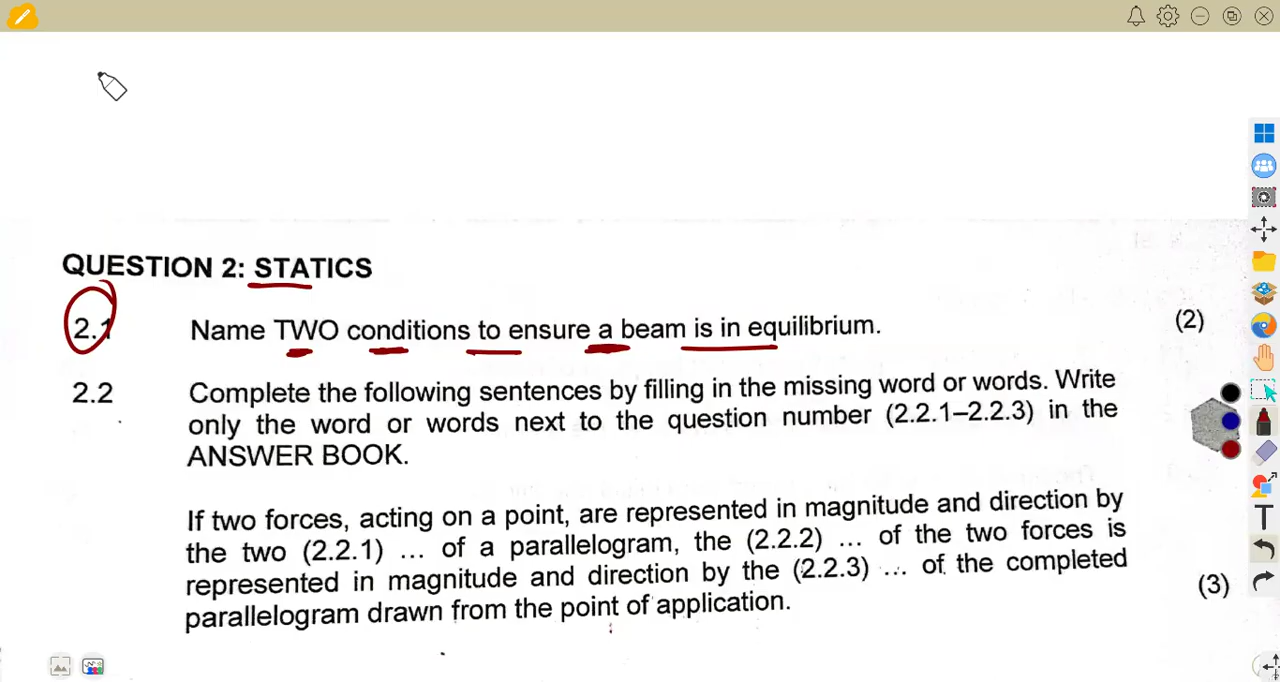 QUESTION 2: STATICS
2.1 Name TWO conditions to ensure a beam is in equilibrium. (2)
2.2 Complete the following sentences by filling in the missing word or words. Write
only the word or words next to the question number (2.2.1–2.2.3) in the
ANSWER BOOK.
If two forces, acting on a point, are represented in magnitude and direction by
the two (2.2.1) ... of a parallelogram, the (2.2.2) ... of the two forces is
represented in magnitude and direction by the (2.2.3) ... of the completed
parallelogram drawn from the point of application. (3)